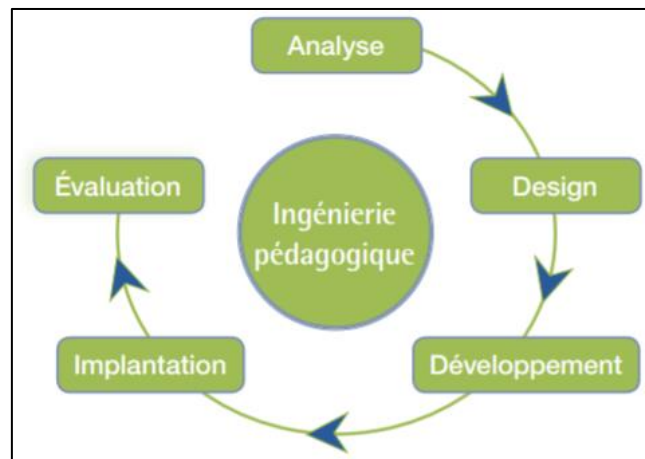 Analyse
Évaluation
Design
Ingénierie
pédagogique
Implantation
Développement